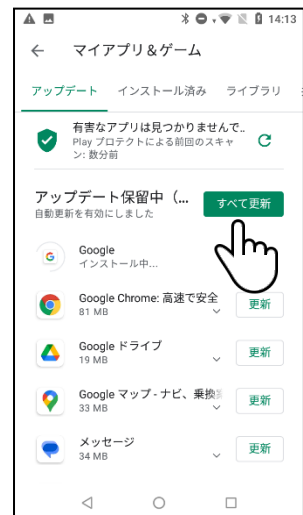 14:13
マイアプリ＆ゲーム
アップデート インストール済み ライブラリ
有害なアプリは見つかりませんで..
Play プロテクトによる前回のスキャ
ン: 数分前
アップデート保留中（...
自動更新を有効にしました
すべて更新
Google
インストール中...
Google Chrome: 高速で安全
81 MB
更新
Google ドライブ
19 MB
更新
Google マップ - ナビ、乗換
33 MB
更新
メッセージ
34 MB
更新